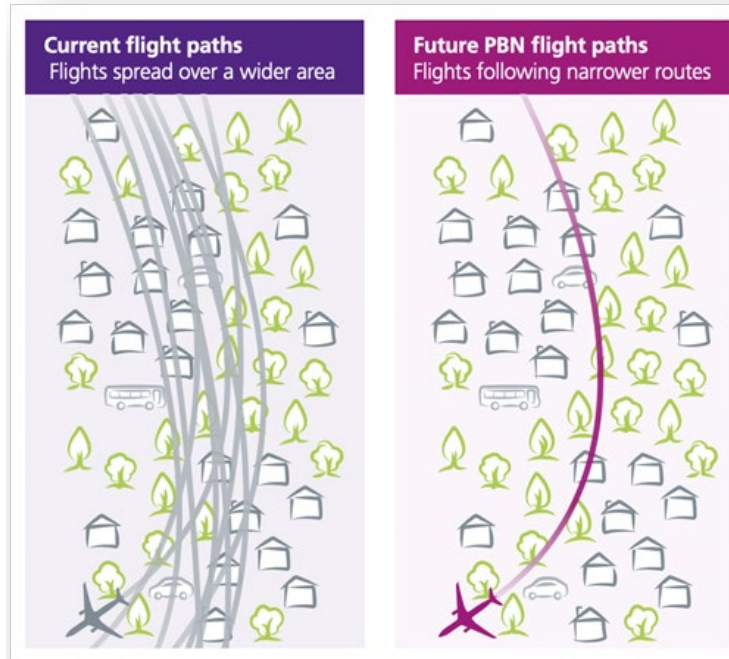 Current flight paths
Flights spread over a wider area
Future PBN flight paths
Flights following narrower routes